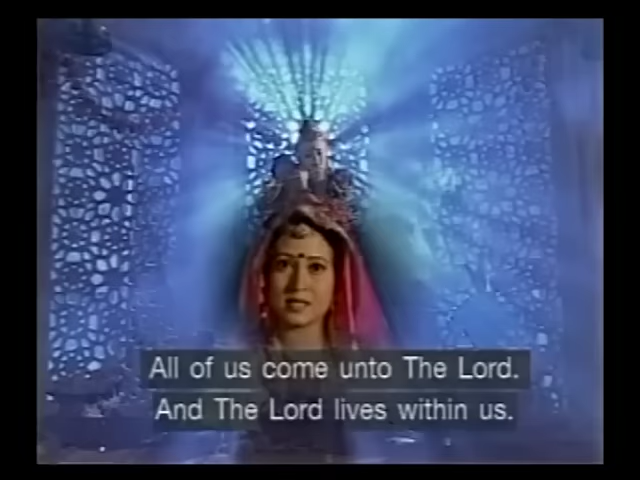 All of us come unto The Lord.
And The Lord lives within us.